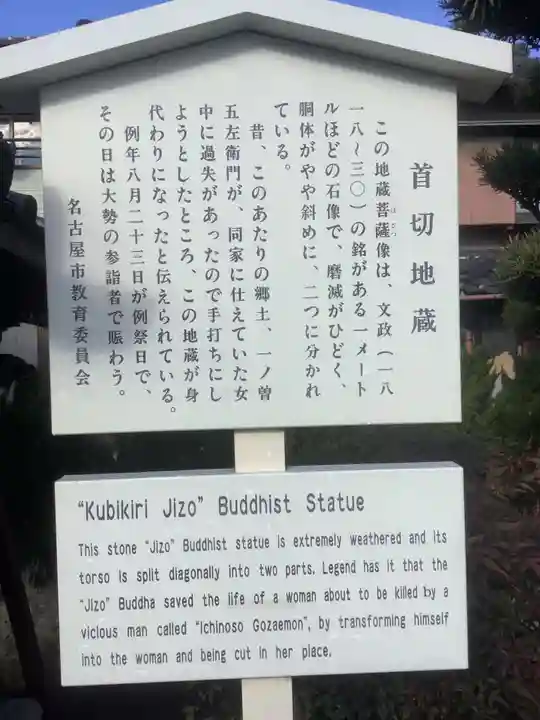 首切地蔵
この地蔵菩薩像は、文政（一八
ぼさつ
一八～三〇）の銘がある一メート
ルほどの石像で、磨滅がひどく、
胴体がやや斜めに、二つに分かれ
ている。
昔、このあたりの郷土、一ノ曽
五左衛門が、同家に仕えていた女
中に過失があったので手打ちにし
ようとしたところ、この地蔵が身
代わりになったと伝えられている。
例年八月二十三日が例祭日で、
その日は大勢の参詣者で賑わう。
名古屋市教育委員会
"Kubikiri Jizo" Buddhist Statue
This stone "Jizo" Buddhist statue is extremely weathered and its
torso is split diagonally into two parts. Legend has it that the
"Jizo" Buddha saved the life of a woman about to be killed by a
vicious man called "Ichinoso Gozaemon", by transforming himself
into the woman and being cut in her place.